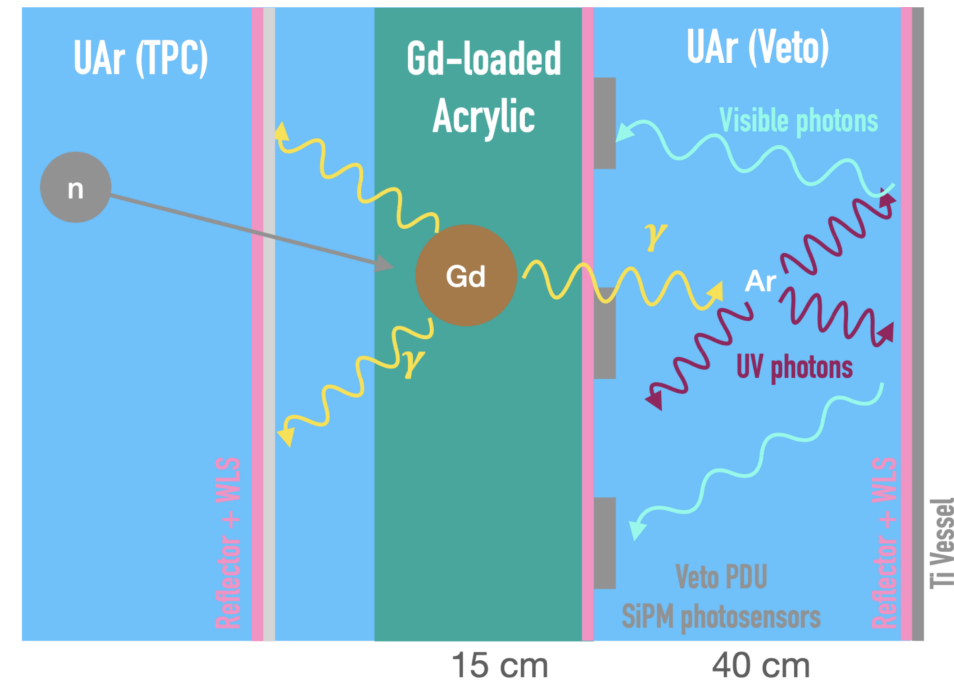 UAr (TPC)
Gd-loaded
Acrylic
UAr (Veto)
Visible photons
n
γ
Gd
Ar
γ
UV photons
Reflector + WLS
Reflector + WLS
Ti Vessel
Veto PDU
SiPM photosensors
15 cm
40 cm